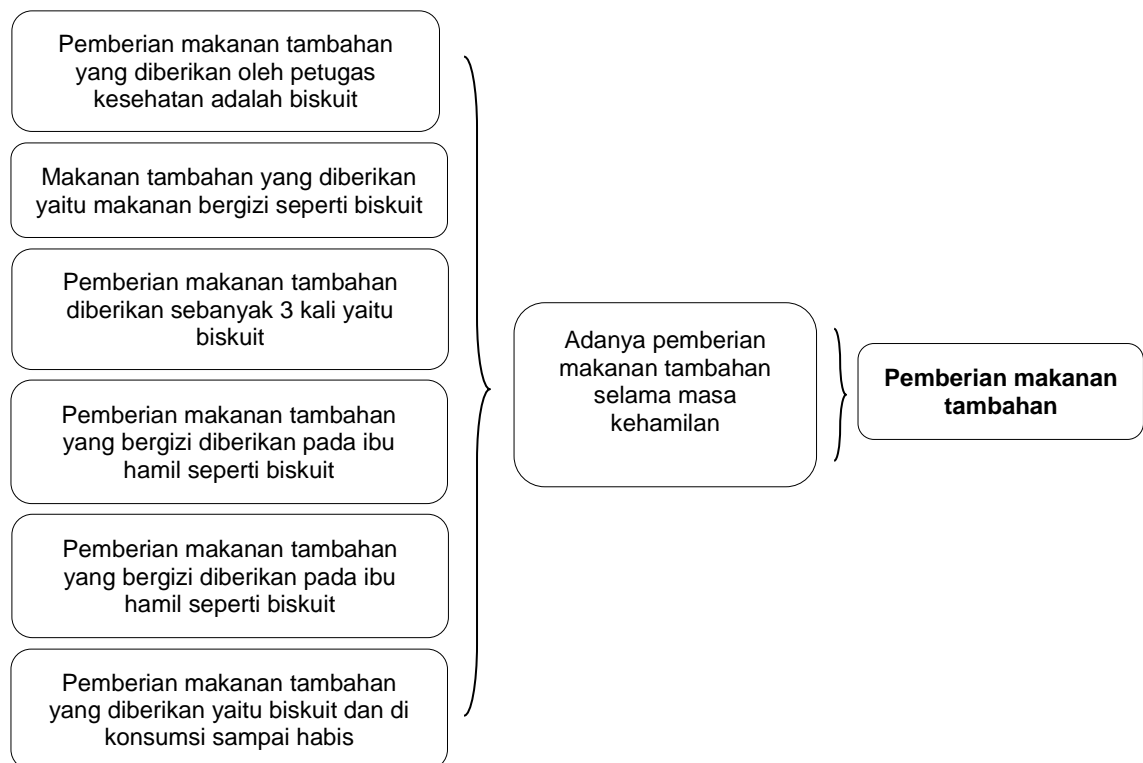 Pemberian makanan tambahan
yang diberikan oleh petugas
kesehatan adalah biskuit
Makanan tambahan yang diberikan
yaitu makanan bergizi seperti biskuit
Pemberian makanan tambahan
diberikan sebanyak 3 kali yaitu
biskuit
Pemberian makanan tambahan
yang bergizi diberikan pada ibu
hamil seperti biskuit
Pemberian makanan tambahan
yang bergizi diberikan pada ibu
hamil seperti biskuit
Pemberian makanan tambahan
yang diberikan yaitu biskuit dan di
konsumsi sampai habis
Adanya pemberian
makanan tambahan
selama masa
kehamilan
Pemberian makanan
tambahan